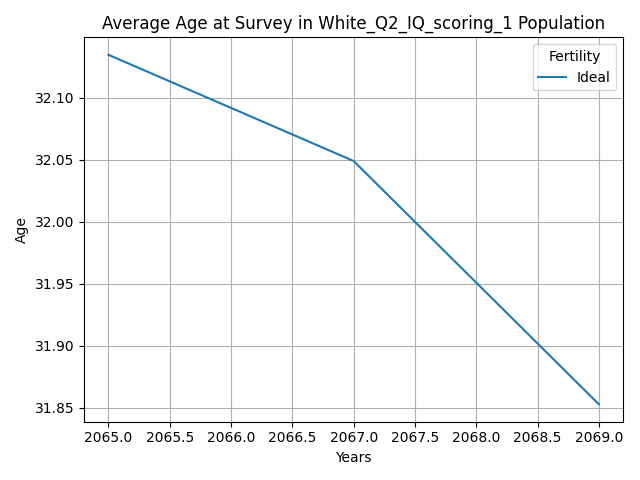 Average Age at Survey in White_Q2_IQ_scoring_1 Population
Fertility
Ideal
32.10
32.05
32.00
31.95
31.90
31.85
Age
2065.0 2065.5 2066.0 2066.5 2067.0 2067.5 2068.0 2068.5 2069.0
Years